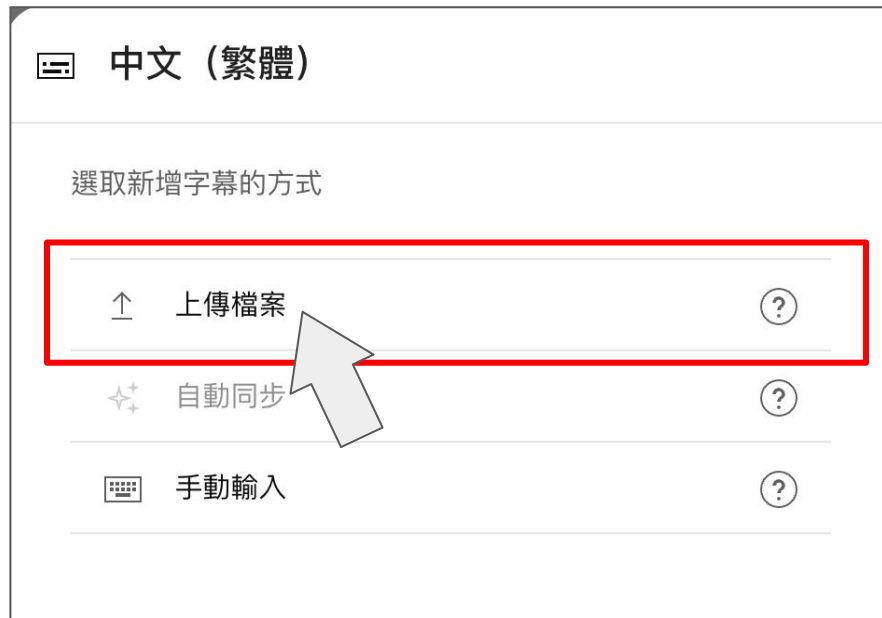 中文（繁體）
選取新增字幕的方式
上傳檔案
自動同步
手動輸入